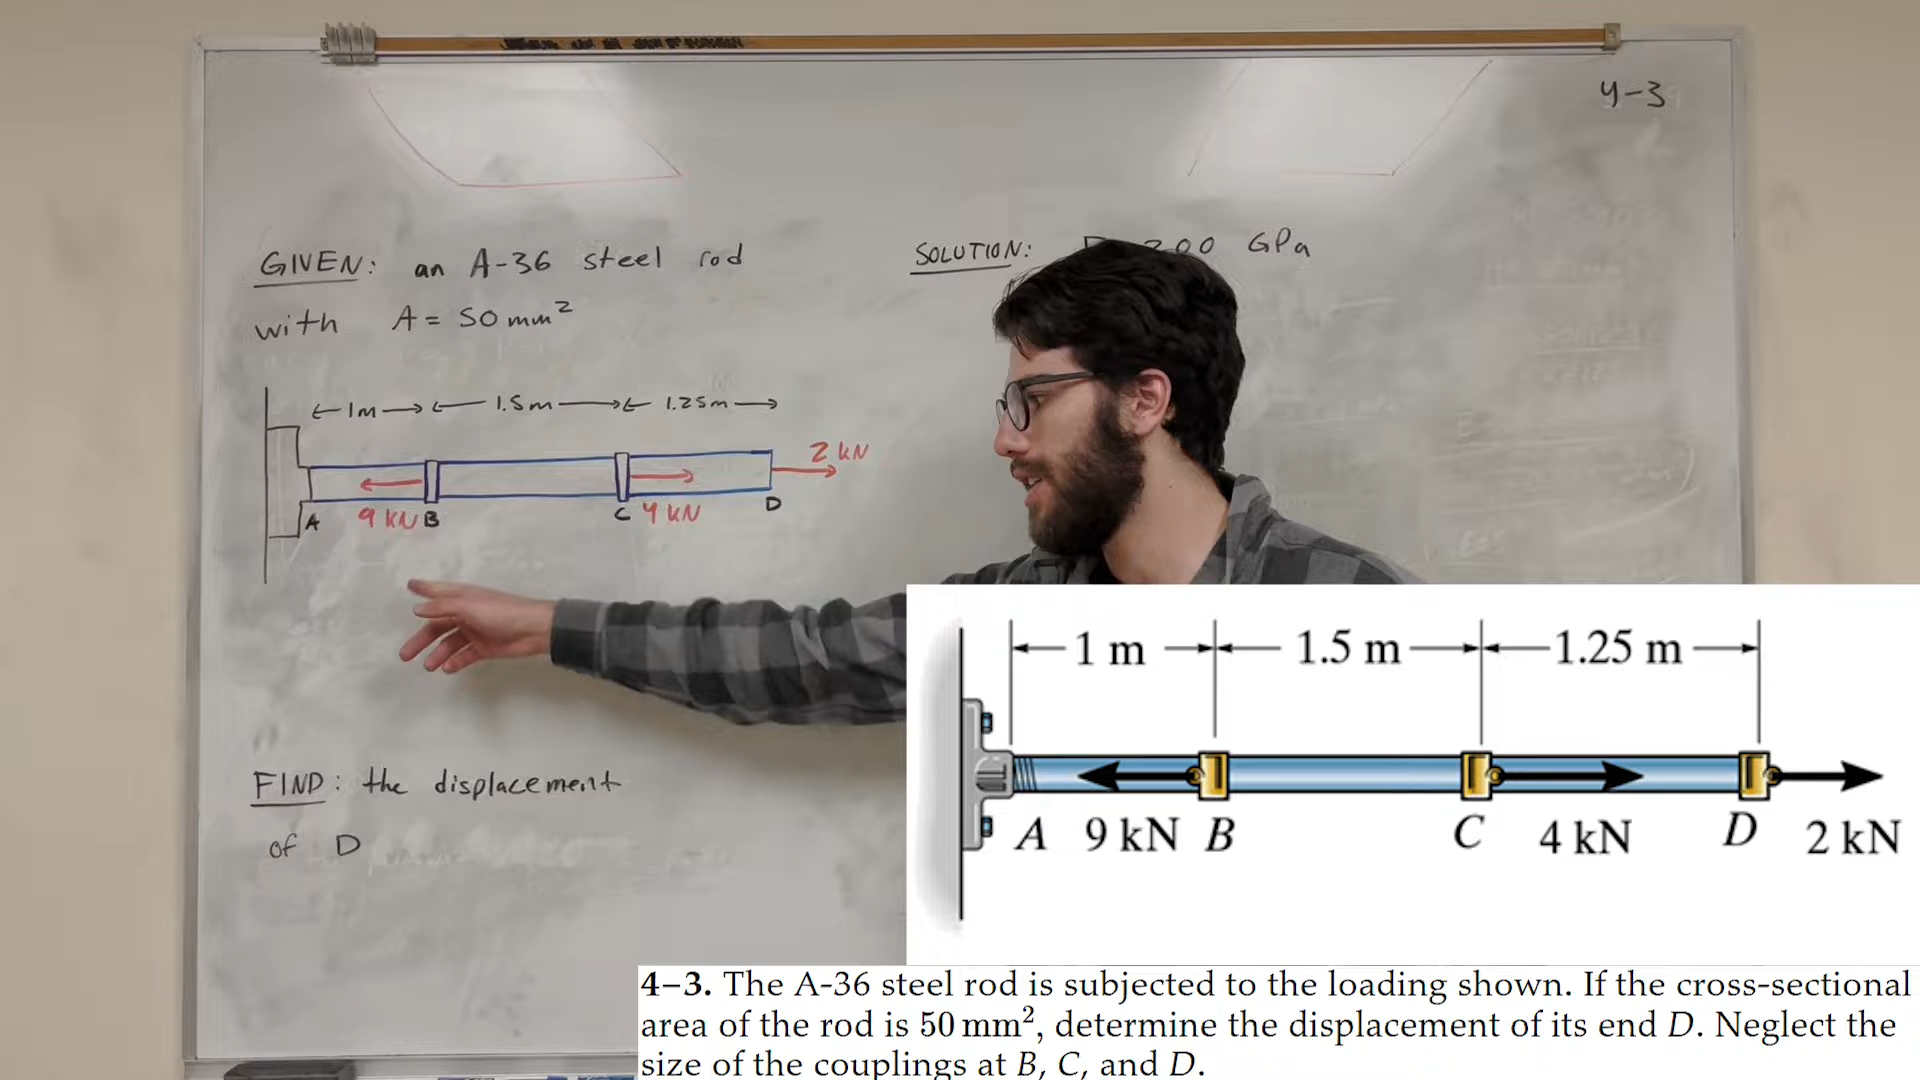 4-3
GIVEN: an A-36 steel rod
with A = 50 mm²
1m 1.5m 1.25m
2 kN
A 9 kN B C 4 kN D
FIND: the displacement
of D
SOLUTION: 200 GPa
1 m 1.5 m 1.25 m
A 9 kN B C 4 kN D 2 kN
4–3. The A-36 steel rod is subjected to the loading shown. If the cross-sectional
area of the rod is 50 mm², determine the displacement of its end D. Neglect the
size of the couplings at B, C, and D.